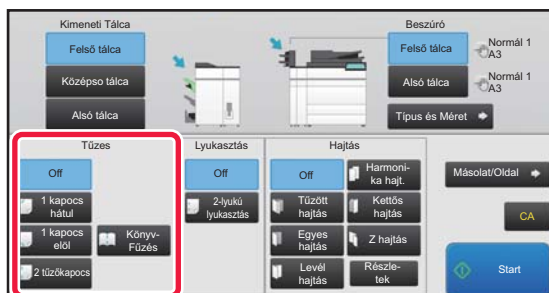 Kimeneti Tálca
Beszúró
Felső tálca
Középso tálca
Alsó tálca
Felső tálca
Normál 1
A3
Alsó tálca
Normál 1
A3
Típus és Méret
Tűzes
Off
1 kapocs
hátul
1 kapocs
elöl
2 tűzőkapocs
Könyv-
Fűzés
Lyukasztás
Off
2-lyukú
lyukasztás
Hajtás
Off
Harmoni-
ka hajt.
Tűzött
hajtás
Kettős
hajtás
Egyes
hajtás
Z hajtás
Levél
hajtás
Részle-
tek
Másolat/Oldal
CA
Start